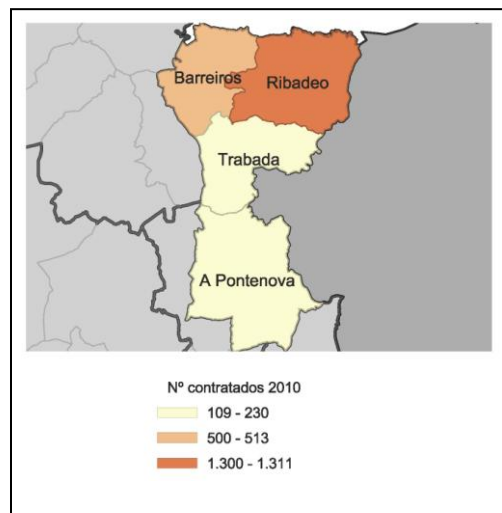 Barreiros
Ribadeo
Trabada
A Pontenova
Nº contratados 2010
109 - 230
500 - 513
1.300 - 1.311